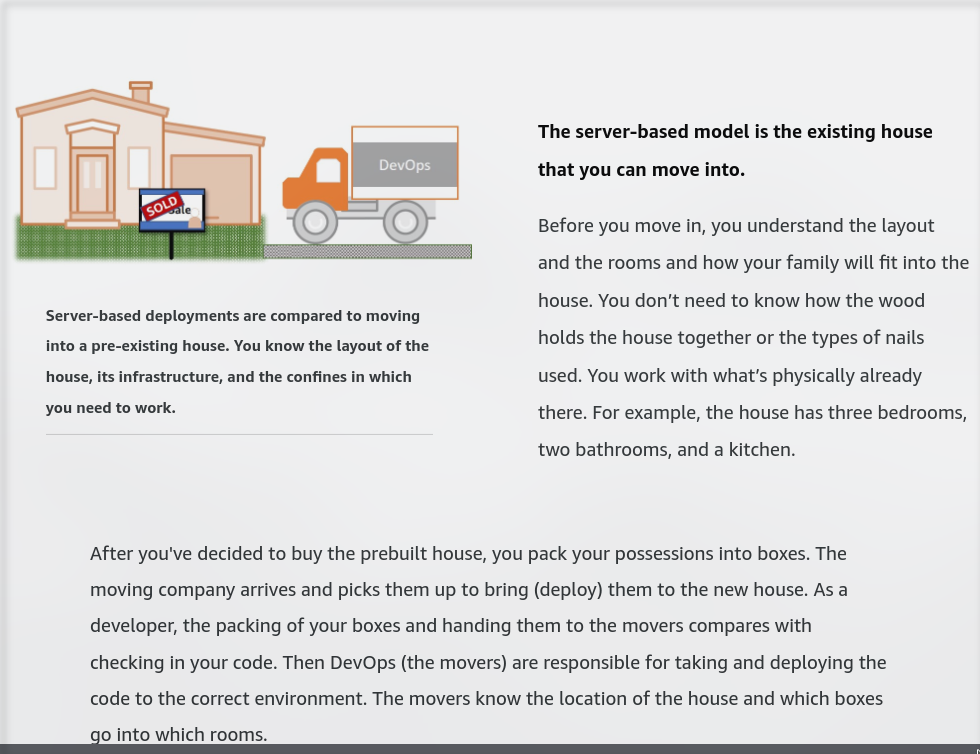 DevOps
SOLD
Sale
Server-based deployments are compared to moving
into a pre-existing house. You know the layout of the
house, its infrastructure, and the confines in which
you need to work.
The server-based model is the existing house
that you can move into.
Before you move in, you understand the layout
and the rooms and how your family will fit into the
house. You don’t need to know how the wood
holds the house together or the types of nails
used. You work with what’s physically already
there. For example, the house has three bedrooms,
two bathrooms, and a kitchen.
After you've decided to buy the prebuilt house, you pack your possessions into boxes. The
moving company arrives and picks them up to bring (deploy) them to the new house. As a
developer, the packing of your boxes and handing them to the movers compares with
checking in your code. Then DevOps (the movers) are responsible for taking and deploying the
code to the correct environment. The movers know the location of the house and which boxes
go into which rooms.